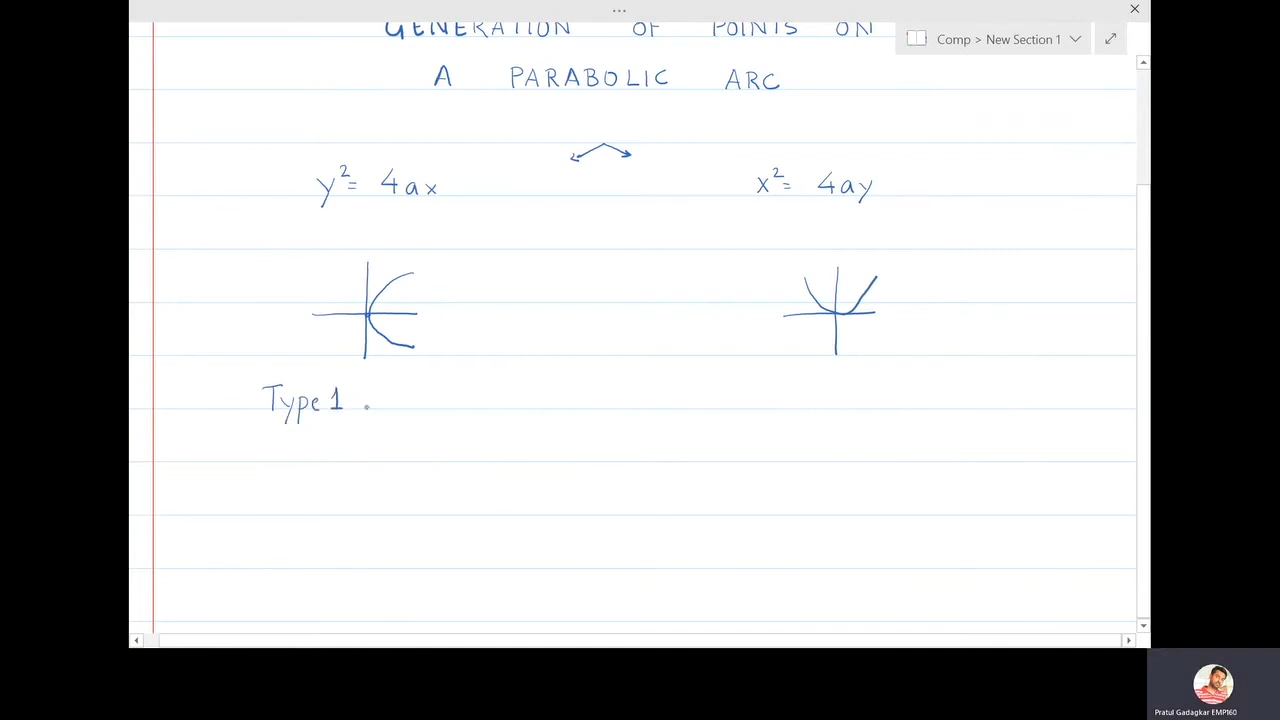 GENERATION OF POINTS ON
Comp > New Section 1
A PARABOLIC ARC
y² = 4ax
x² = 4ay
Type 1
Pratul Gadagkar EMP160